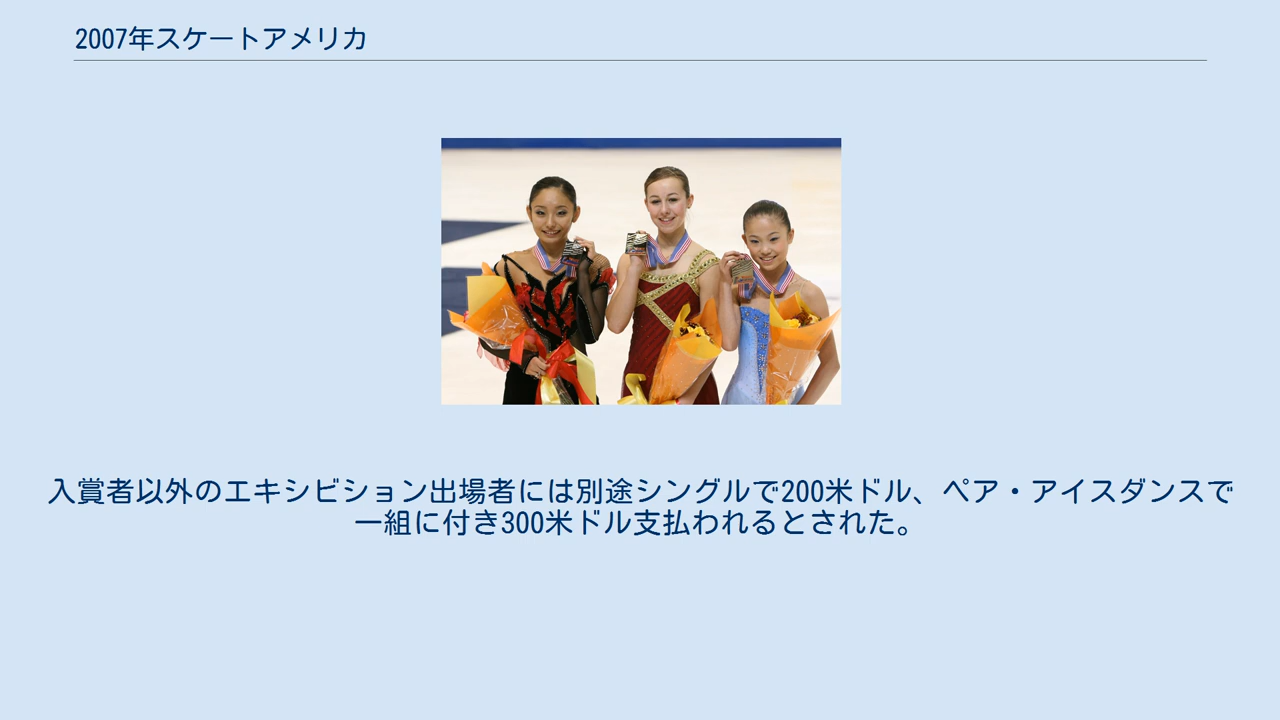 2007年スケートアメリカ
入賞者以外のエキシビション出場者には別途シングルで200米ドル、ペア・アイスダンスで
一組に付き300米ドル支払われるとされた。